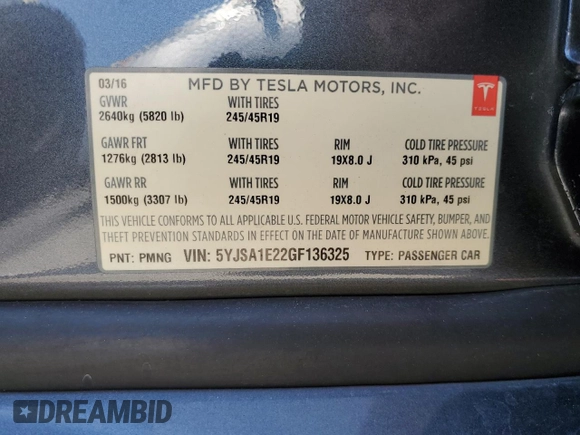 03/16 MFD BY TESLA MOTORS, INC.
TESLA
GVWR WITH TIRES
2640kg (5820 lb) 245/45R19
GAWR FRT WITH TIRES RIM COLD TIRE PRESSURE
1276kg (2813 lb) 245/45R19 19X8.0 J 310 kPa, 45 psi
GAWR RR WITH TIRES RIM COLD TIRE PRESSURE
1500kg (3307 lb) 245/45R19 19X8.0 J 310 kPa, 45 psi
THIS VEHICLE CONFORMS TO ALL APPLICABLE U.S. FEDERAL MOTOR VEHICLE SAFETY, BUMPER, AND
THEFT PREVENTION STANDARDS IN EFFECT ON THE DATE OF MANUFACTURE SHOWN ABOVE.
PNT: PMNG VIN: 5YJSA1E22GF136325 TYPE: PASSENGER CAR
DREAMBID